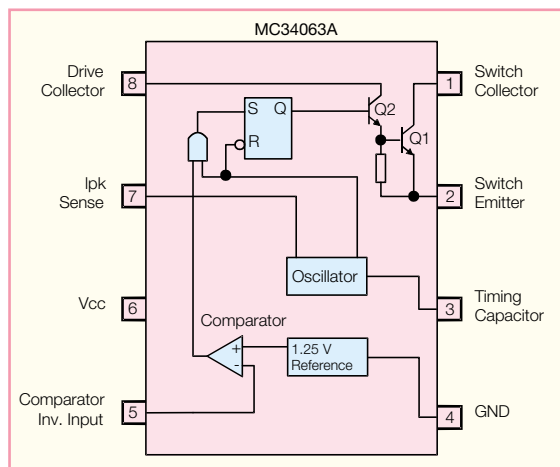 MC34063A
Drive
Collector
8
1
Switch
Collector
S Q
R
Q2
Q1
Ipk
Sense
7
2
Switch
Emitter
Oscillator
Vcc
6
3
Timing
Capacitor
Comparator
+
-
1.25 V
Reference
Comparator
Inv. Input
5
4
GND